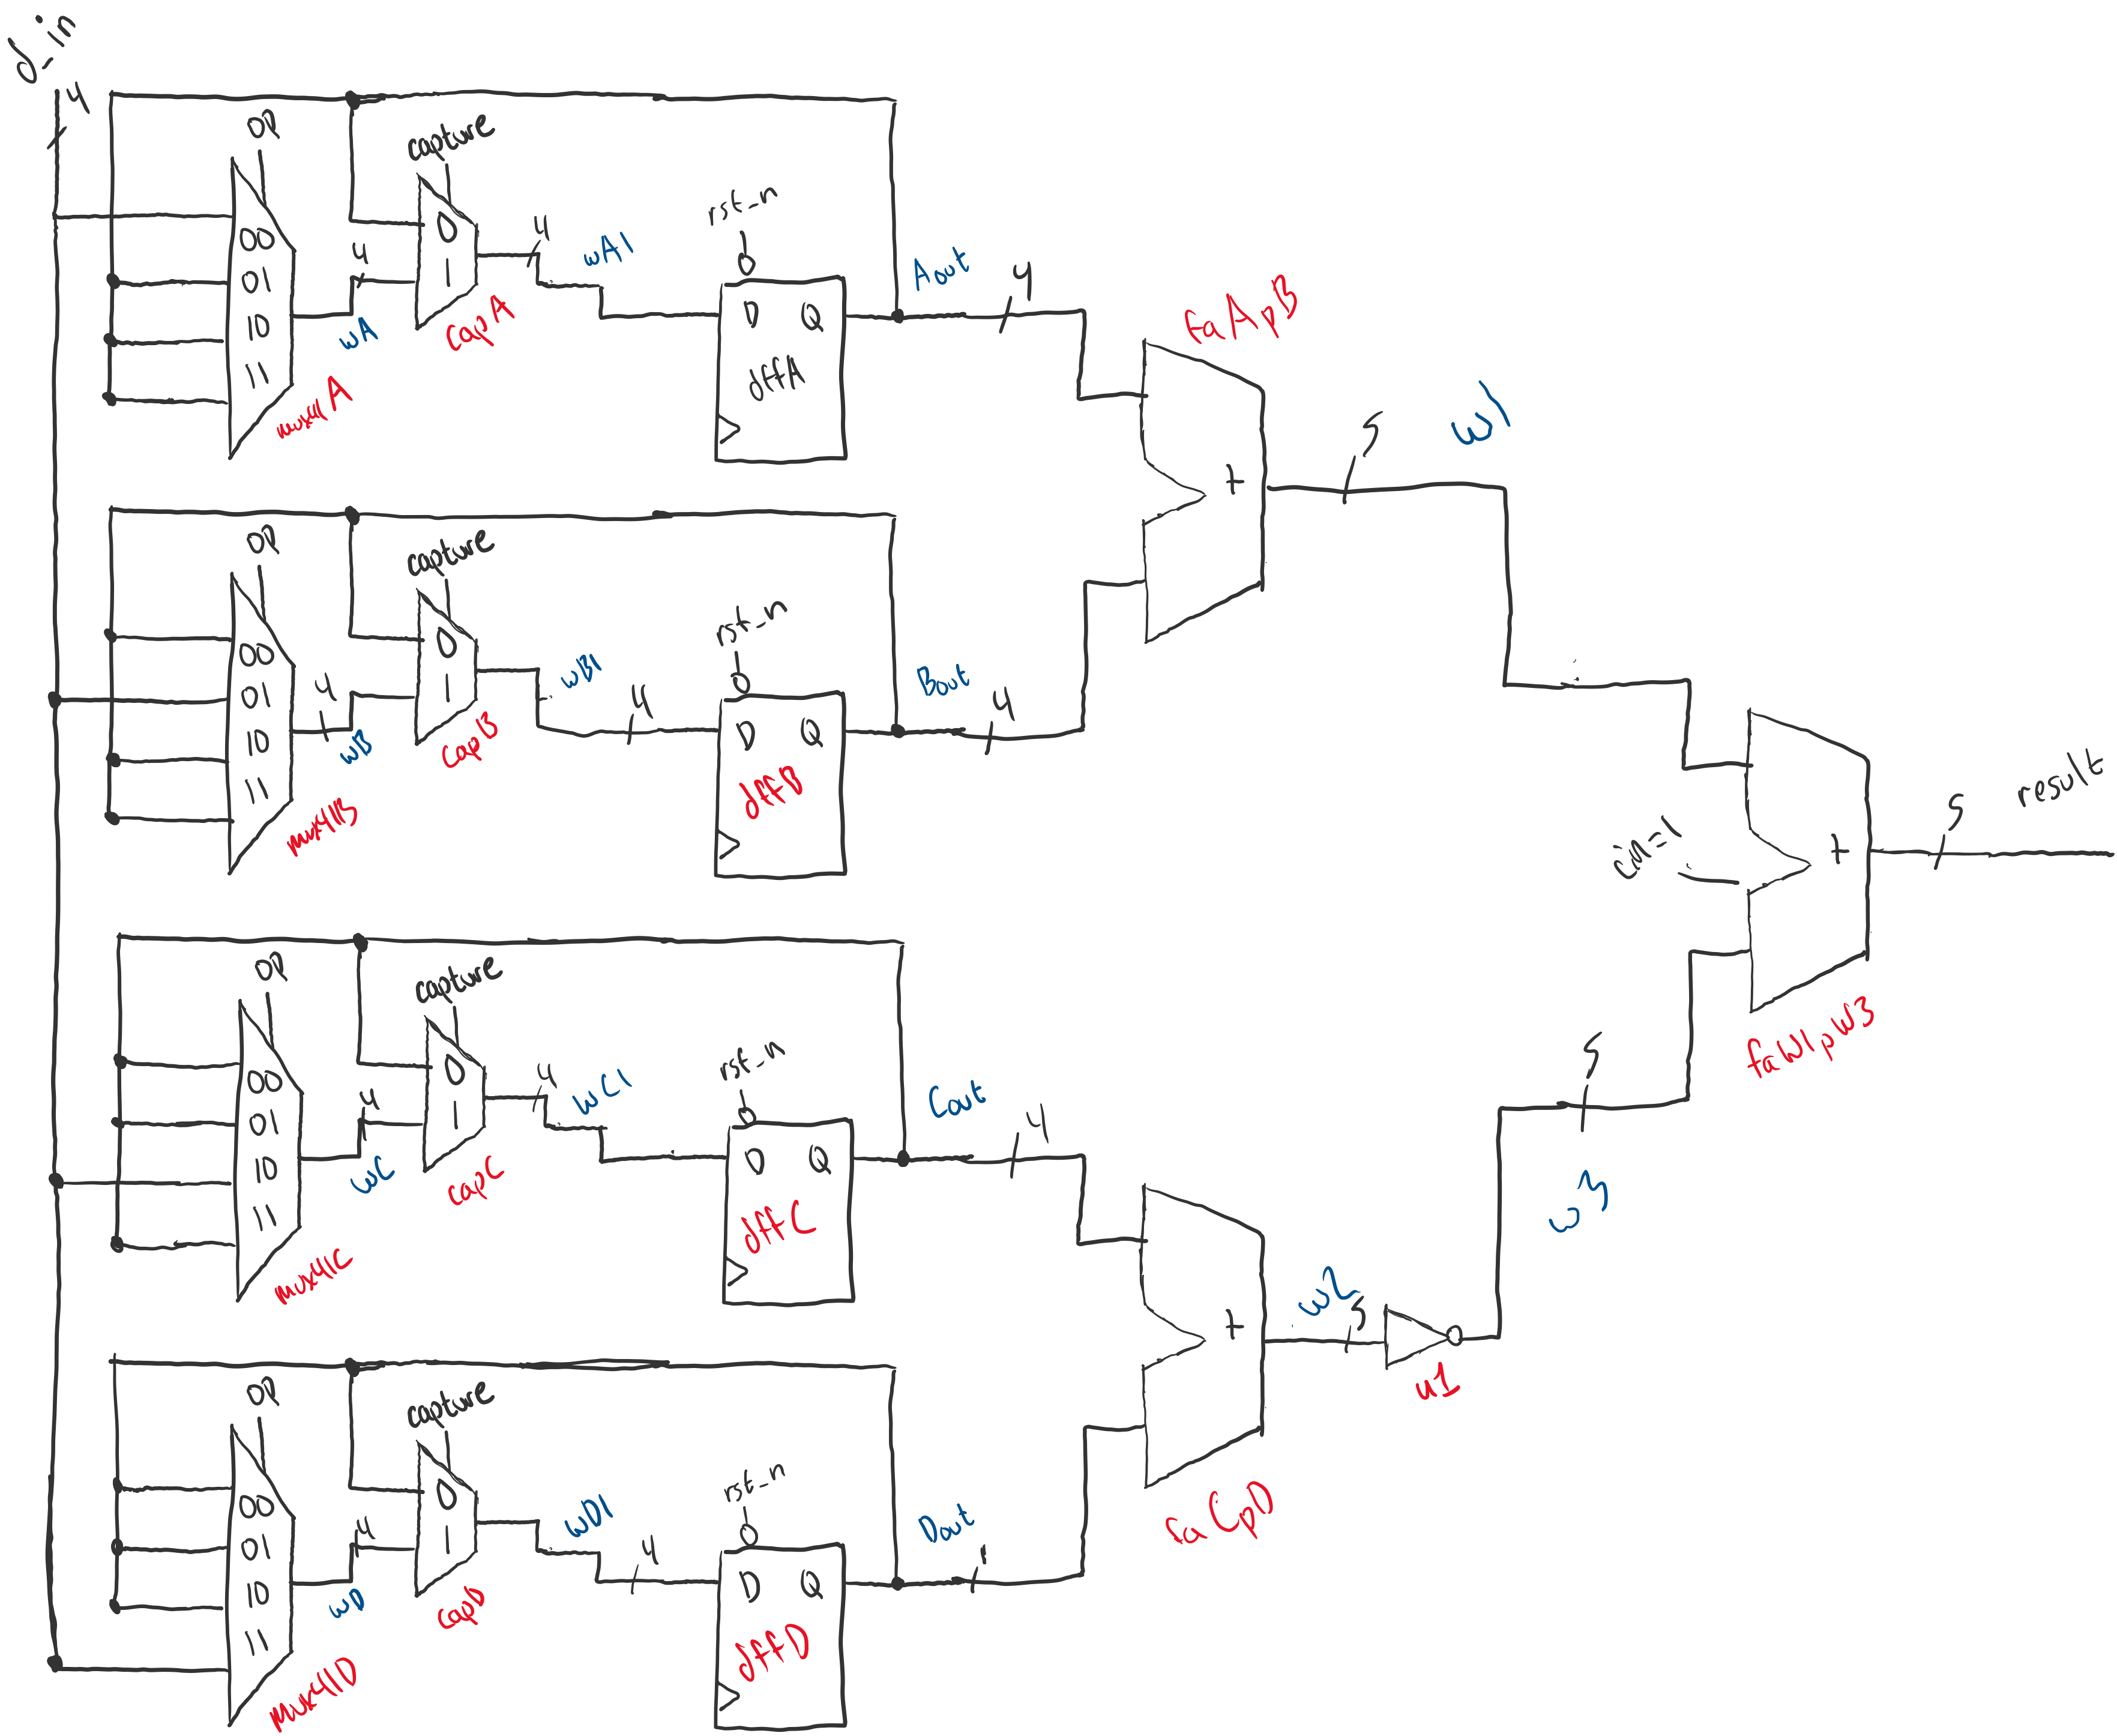 d_in
4
op
00
01
10
11
mux41A
wA
4
capture
0
1
CapA
4
wA1
rst_n
D Q
dffA
Aout
4
faApB
+
5
w1
op
00
01
10
11
mux41B
4
wB
capture
0
1
CapB
wB1
4
rst_n
D Q
dffB
Bout
4
cin=1
+
5
result
faw1pw3
op
00
01
10
11
mux41C
wC
4
capture
0
1
capC
4
wC1
rst_n
D Q
dffC
Cout
4
+
faCpD
w2
5
u1
w3
5
op
00
01
10
11
mux41D
wD
4
capture
0
1
CapD
wD1
4
rst_n
D Q
dffD
Dout